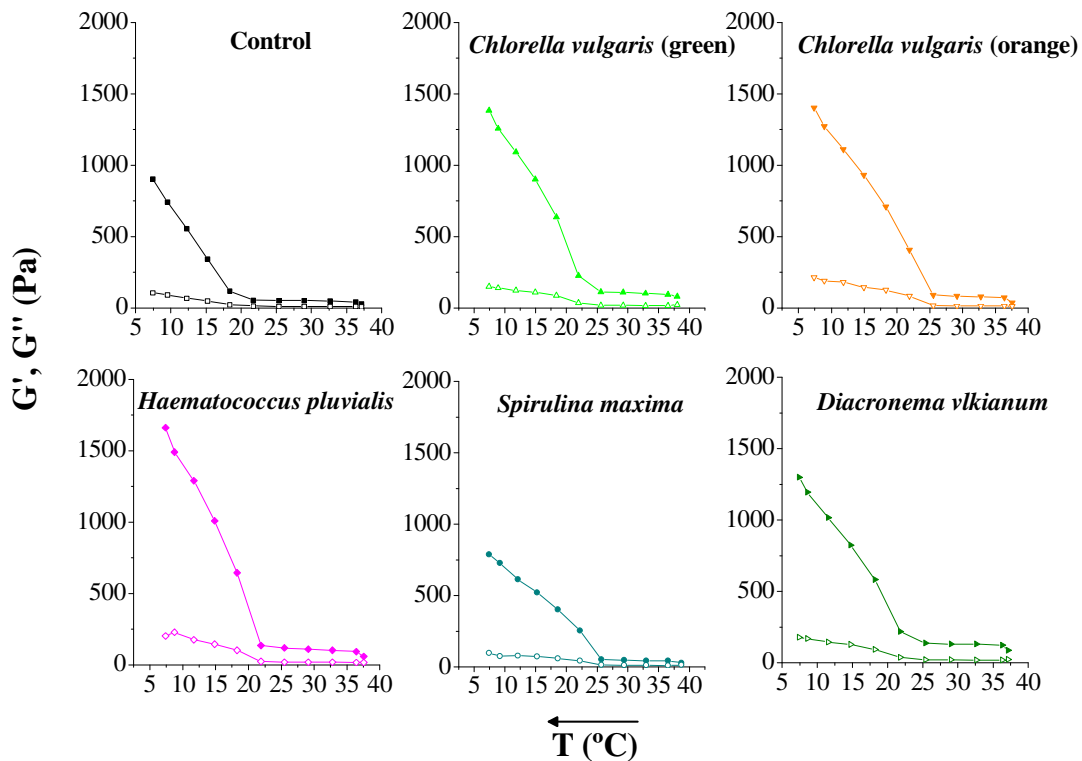 Control
2000
1500
1000
500
0
5 10 15 20 25 30 35 40
Chlorella vulgaris (green)
2000
1500
1000
500
0
5 10 15 20 25 30 35 40
Chlorella vulgaris (orange)
2000
1500
1000
500
0
5 10 15 20 25 30 35 40
G', G'' (Pa)
Haematococcus pluvialis
2000
1500
1000
500
0
5 10 15 20 25 30 35 40
Spirulina maxima
2000
1500
1000
500
0
5 10 15 20 25 30 35 40
Diacronema vlkianum
2000
1500
1000
500
0
5 10 15 20 25 30 35 40
T (ºC)